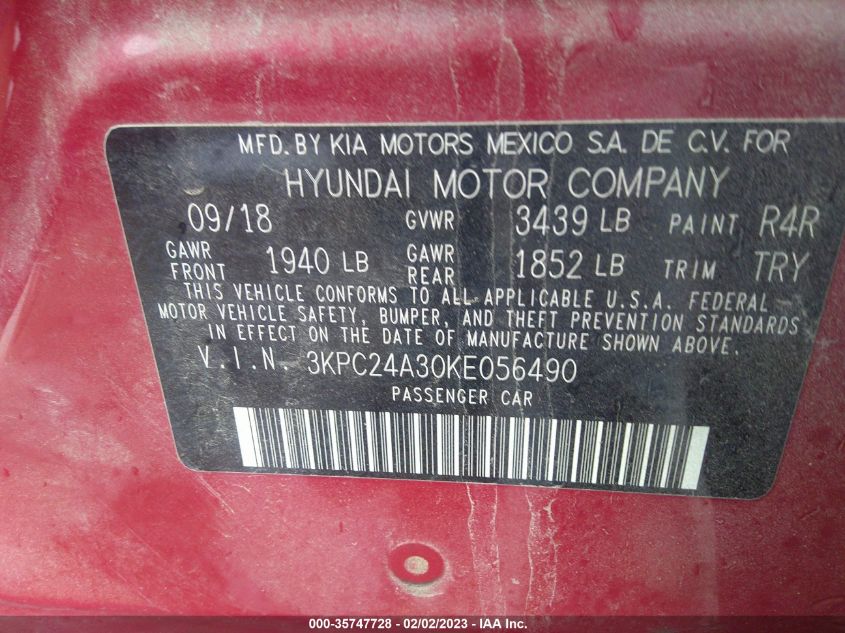 MFD. BY KIA MOTORS MEXICO S.A. DE C.V. FOR
HYUNDAI MOTOR COMPANY
09/18 GVWR 3439 LB PAINT R4R
GAWR FRONT 1940 LB GAWR REAR 1852 LB TRIM TRY
THIS VEHICLE CONFORMS TO ALL APPLICABLE U.S.A. FEDERAL
MOTOR VEHICLE SAFETY, BUMPER, AND THEFT PREVENTION STANDARDS
IN EFFECT ON THE DATE OF MANUFACTURE SHOWN ABOVE.
V.I.N. 3KPC24A30KE056490
PASSENGER CAR
000-35747728 - 02/02/2023 - IAA Inc.